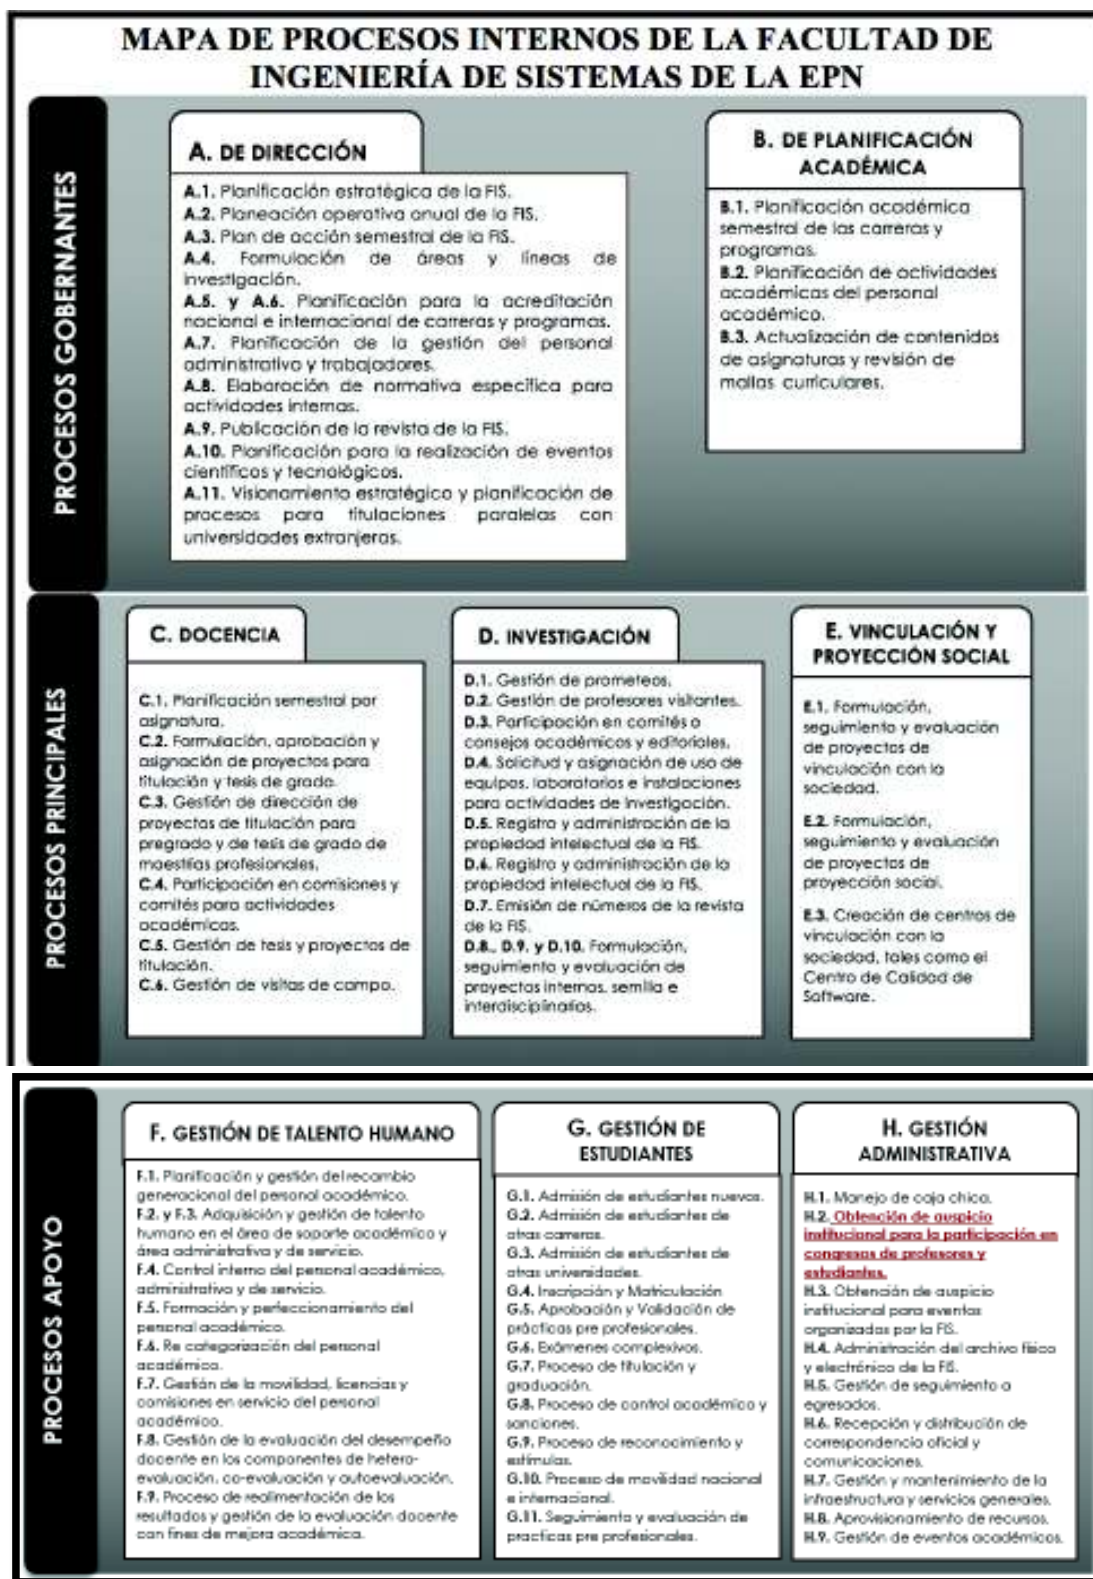 MAPA DE PROCESOS INTERNOS DE LA FACULTAD DE
INGENIERÍA DE SISTEMAS DE LA EPN
PROCESOS GOBERNANTES
A. DE DIRECCIÓN
A.1. Planificación estratégica de la FIS.
A.2. Planeación operativa anual de la FIS.
A.3. Plan de acción semestral de la FIS.
A.4. Formulación de áreas y líneas de
investigación.
A.5. y A.6. Planificación para la acreditación
nacional e internacional de carreras y programas.
A.7. Planificación de la gestión del personal
administrativo y trabajadores.
A.8. Elaboración de normativa específica para
actividades internas.
A.9. Publicación de la revista de la FIS.
A.10. Planificación para la realización de eventos
científicos y tecnológicos.
A.11. Visionamiento estratégico y planificación de
procesos para titulaciones paralelas con
universidades extranjeras.
B. DE PLANIFICACIÓN
ACADÉMICA
B.1. Planificación académica
semestral de las carreras y
programas.
B.2. Planificación de actividades
académicas del personal
académico.
B.3. Actualización de contenidos
de asignaturas y revisión de
mallas curriculares.
PROCESOS PRINCIPALES
C. DOCENCIA
C.1. Planificación semestral por
asignatura.
C.2. Formulación, aprobación y
asignación de proyectos para
titulación y tesis de grado.
C.3. Gestión de dirección de
proyectos de titulación para
pregrado y de tesis de grado de
maestrías profesionales.
C.4. Participación en comisiones y
comités para actividades
académicas.
C.5. Gestión de tesis y proyectos de
titulación.
C.6. Gestión de visitas de campo.
D. INVESTIGACIÓN
D.1. Gestión de prometeos.
D.2. Gestión de profesores visitantes.
D.3. Participación en comités o
consejos académicos y editoriales.
D.4. Solicitud y asignación de uso de
equipos, laboratorios e instalaciones
para actividades de investigación.
D.5. Registro y administración de la
propiedad intelectual de la FIS.
D.6. Registro y administración de la
propiedad intelectual de la FIS.
D.7. Emisión de números de la revista
de la FIS.
D.8., D.9. y D.10. Formulación,
seguimiento y evaluación de
proyectos internos, semilla e
interdisciplinarios.
E. VINCULACIÓN Y
PROYECCIÓN SOCIAL
E.1. Formulación,
seguimiento y evaluación
de proyectos de
vinculación con la
sociedad.
E.2. Formulación,
seguimiento y evaluación
de proyectos de
proyección social.
E.3. Creación de centros de
vinculación con la
sociedad, tales como el
Centro de Calidad de
Software.
PROCESOS APOYO
F. GESTIÓN DE TALENTO HUMANO
F.1. Planificación y gestión del recambio
generacional del personal académico.
F.2. y F.3. Adquisición y gestión de talento
humano en el área de soporte académico y
área administrativa y de servicio.
F.4. Control interno del personal académico,
administrativo y de servicio.
F.5. Formación y perfeccionamiento del
personal académico.
F.6. Re categorización del personal
académico.
F.7. Gestión de la movilidad, licencias y
comisiones en servicio del personal
académico.
F.8. Gestión de la evaluación del desempeño
docente en los componentes de hetero-
evaluación, co-evaluación y autoevaluación.
F.9. Proceso de realimentación de los
resultados y gestión de la evaluación docente
con fines de mejora académica.
G. GESTIÓN DE
ESTUDIANTES
G.1. Admisión de estudiantes nuevos.
G.2. Admisión de estudiantes de
otras carreras.
G.3. Admisión de estudiantes de
otras universidades.
G.4. Inscripción y Matriculación
G.5. Aprobación y Validación de
prácticas pre profesionales.
G.6. Exámenes complexivos.
G.7. Proceso de titulación y
graduación.
G.8. Proceso de control académico y
sanciones.
G.9. Proceso de reconocimiento y
estímulos.
G.10. Proceso de movilidad nacional
e internacional.
G.11. Seguimiento y evaluación de
practicas pre profesionales.
H. GESTIÓN
ADMINISTRATIVA
H.1. Manejo de caja chica.
H.2. Obtención de auspicio
institucional para la participación en
congresos de profesores y
estudiantes.
H.3. Obtención de auspicio
institucional para eventos
organizados por la FIS.
H.4. Administración del archivo físico
y electrónico de la FIS.
H.5. Gestión de seguimiento a
egresados.
H.6. Recepción y distribución de
correspondencia oficial y
comunicaciones.
H.7. Gestión y mantenimiento de la
infraestructura y servicios generales.
H.8. Aprovisionamiento de recursos.
H.9. Gestión de eventos académicos.